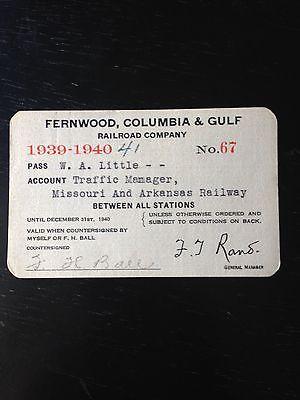 FERNWOOD, COLUMBIA & GULF
RAILROAD COMPANY
1939-1940 41 No. 67
PASS W. A. Little - -
ACCOUNT Traffic Manager,
Missouri And Arkansas Railway
BETWEEN ALL STATIONS
UNTIL DECEMBER 31ST, 1940
VALID WHEN COUNTERSIGNED BY
MYSELF OR F. H. BALL
UNLESS OTHERWISE ORDERED AND
SUBJECT TO CONDITIONS ON BACK.
COUNTERSIGNED
F. H. Ball
F. T. Rand.
GENERAL MANAGER